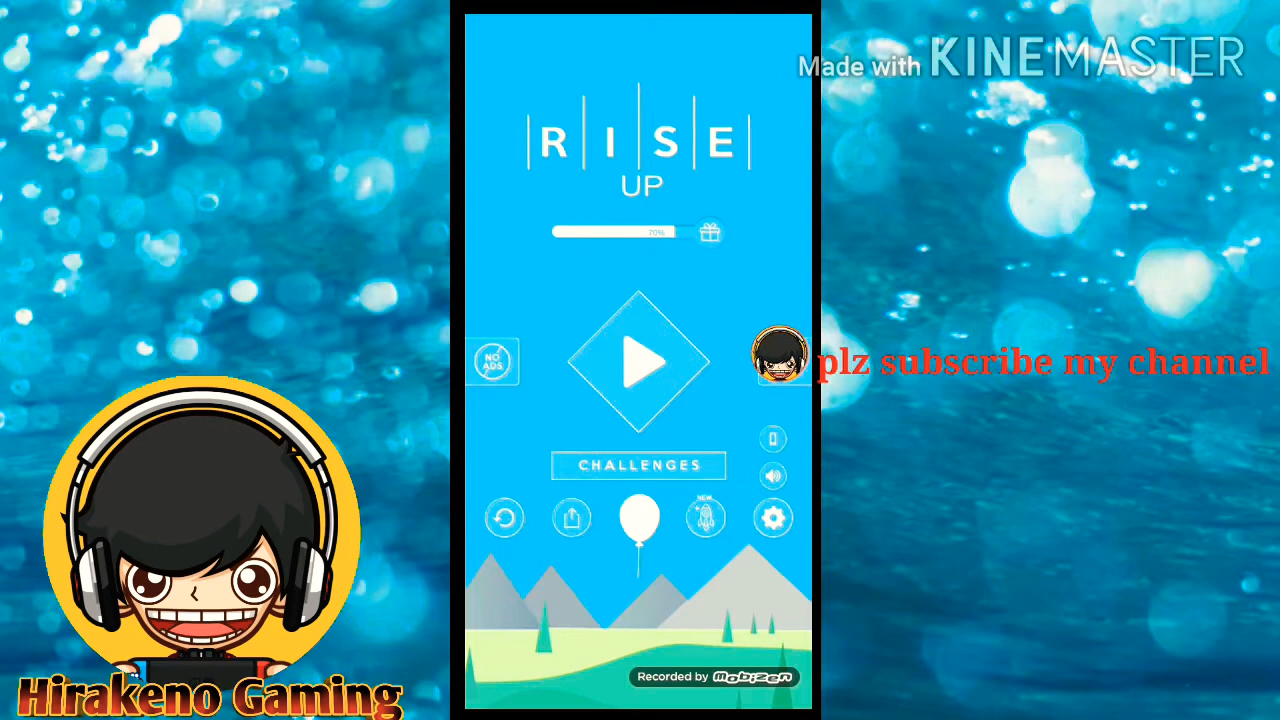 Made with KINEMASTER
RISE
UP
70%
NO
ADS
plz subscribe my channel
CHALLENGES
NEW
Hirakeno Gaming
Recorded by Mobizen